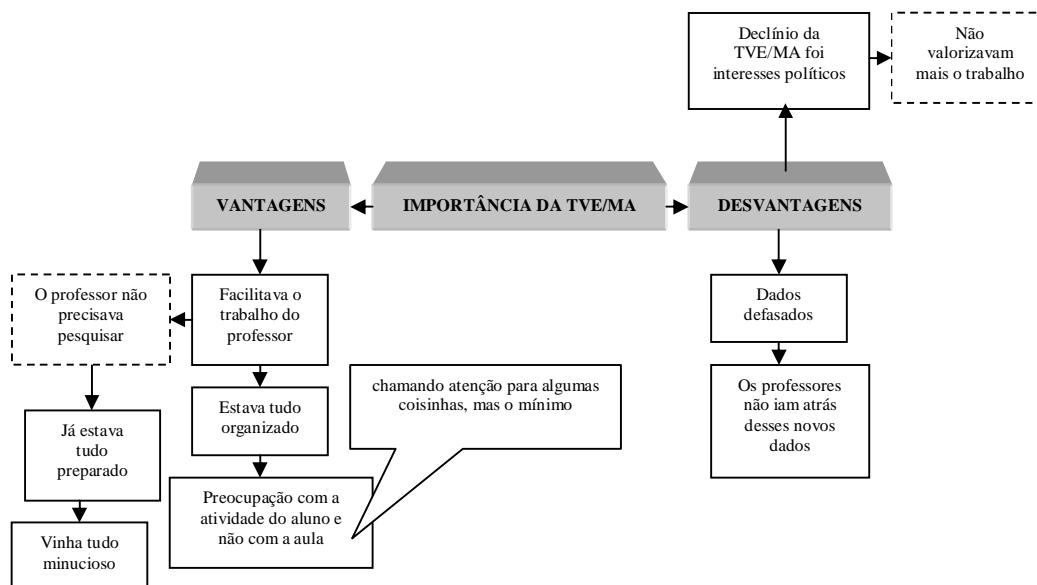 Declínio da
TVE/MA foi
interesses políticos
Não
valorizavam
mais o trabalho
VANTAGENS
IMPORTÂNCIA DA TVE/MA
DESVANTAGENS
O professor não
precisava
pesquisar
Facilitava o
trabalho do
professor
Dados
defasados
chamando atenção para algumas
coisinhas, mas o mínimo
Os professores
não iam atrás
desses novos
dados
Já estava
tudo
preparado
Estava tudo
organizado
Preocupação com a
atividade do aluno e
não com a aula
Vinha tudo
minucioso